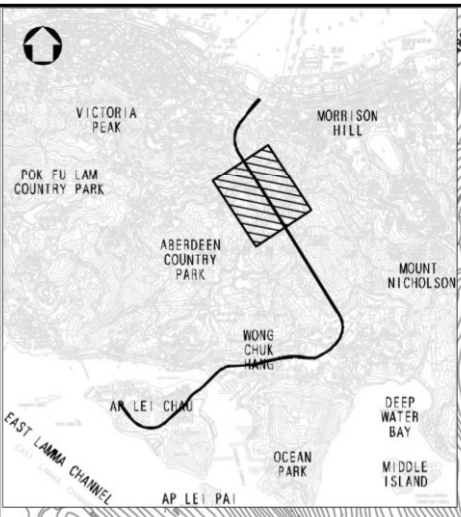 VICTORIA
PEAK
MORRISON
HILL
POK FU LAM
COUNTRY PARK
ABERDEEN
COUNTRY
PARK
MOUNT
NICHOLSON
WONG
CHUK
HANG
AP LEI CHAU
DEEP
WATER
BAY
EAST LAMMA CHANNEL
OCEAN
PARK
MIDDLE
ISLAND
AP LEI PAI